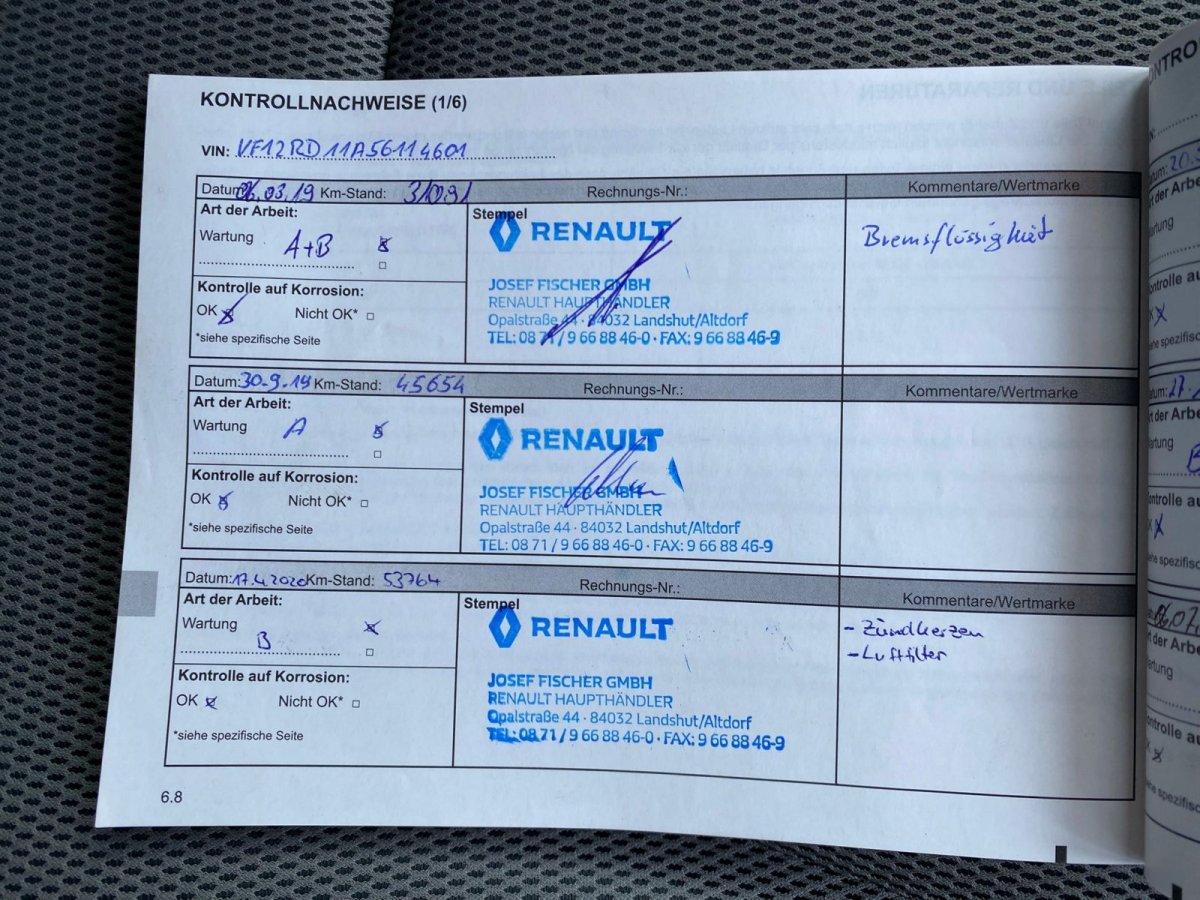 KONTROLLNACHWEISE (1/6)
VIN: VF12RD11A56114601
Datum: 06.03.19 Km-Stand: 31091 Rechnungs-Nr.: Kommentare/Wertmarke
Art der Arbeit:
Wartung A+B
Kontrolle auf Korrosion:
OK Nicht OK*
*siehe spezifische Seite
Stempel
RENAULT
JOSEF FISCHER GMBH
RENAULT HAUPTHÄNDLER
Opalstraße 44 · 84032 Landshut/Altdorf
TEL: 08 71 / 9 66 88 46-0 · FAX: 9 66 88 46-9
Bremsflüssigkeit
Datum: 30.9.19 Km-Stand: 45654 Rechnungs-Nr.: Kommentare/Wertmarke
Art der Arbeit:
Wartung A
Kontrolle auf Korrosion:
OK Nicht OK*
*siehe spezifische Seite
Stempel
RENAULT
JOSEF FISCHER GMBH
RENAULT HAUPTHÄNDLER
Opalstraße 44 · 84032 Landshut/Altdorf
TEL: 08 71 / 9 66 88 46-0 · FAX: 9 66 88 46-9
Datum: 17.4.2020 Km-Stand: 53764 Rechnungs-Nr.: Kommentare/Wertmarke
Art der Arbeit:
Wartung
B
Kontrolle auf Korrosion:
OK Nicht OK*
*siehe spezifische Seite
Stempel
RENAULT
JOSEF FISCHER GMBH
RENAULT HAUPTHÄNDLER
Opalstraße 44 · 84032 Landshut/Altdorf
TEL: 08 71 / 9 66 88 46-0 · FAX: 9 66 88 46-9
- Zündkerzen
- Luftfilter
6.8